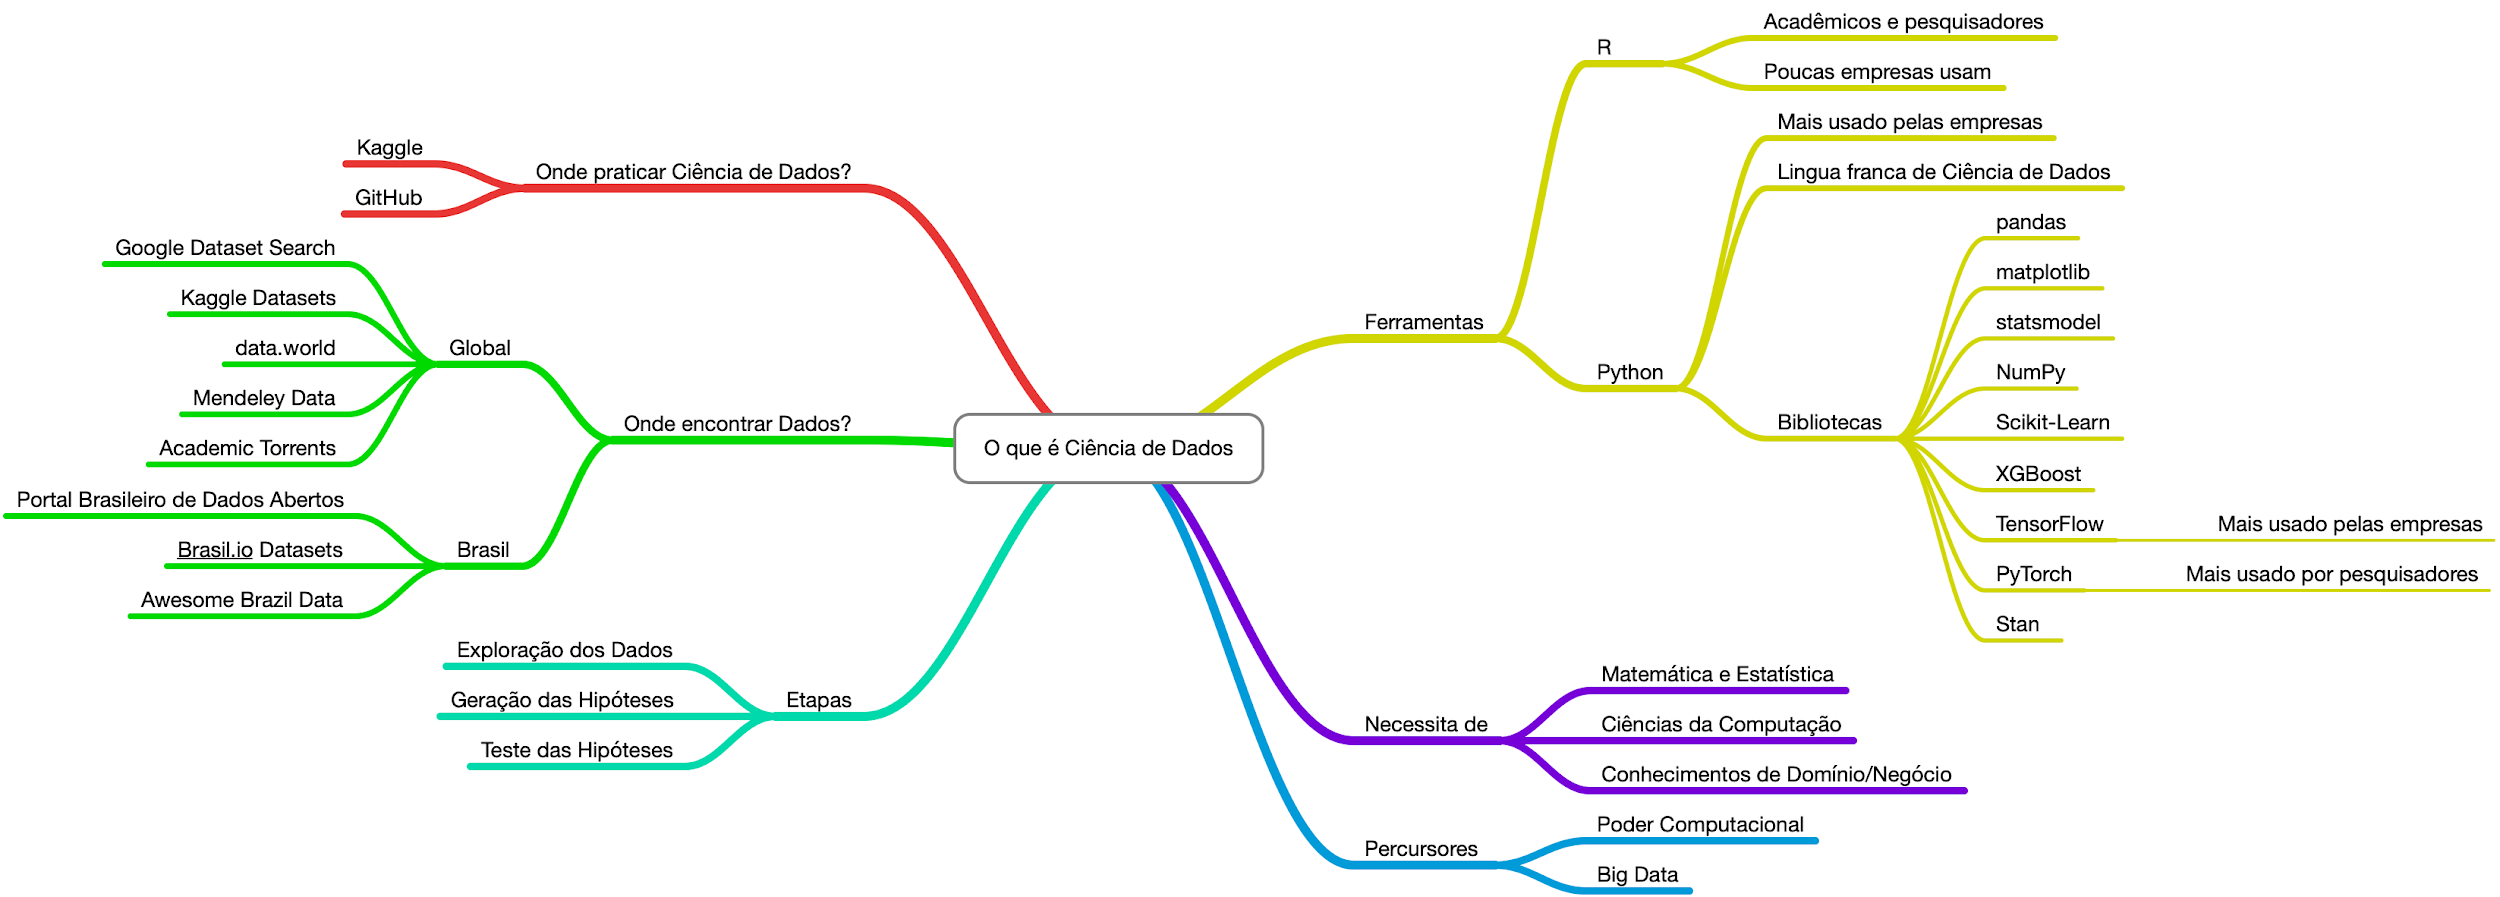 O que é Ciência de Dados
Onde praticar Ciência de Dados?
Kaggle
GitHub
Onde encontrar Dados?
Global
Google Dataset Search
Kaggle Datasets
data.world
Mendeley Data
Academic Torrents
Brasil
Portal Brasileiro de Dados Abertos
Brasil.io Datasets
Awesome Brazil Data
Etapas
Exploração dos Dados
Geração das Hipóteses
Teste das Hipóteses
Ferramentas
R
Acadêmicos e pesquisadores
Poucas empresas usam
Python
Mais usado pelas empresas
Lingua franca de Ciência de Dados
Bibliotecas
pandas
matplotlib
statsmodel
NumPy
Scikit-Learn
XGBoost
TensorFlow
Mais usado pelas empresas
PyTorch
Mais usado por pesquisadores
Stan
Necessita de
Matemática e Estatística
Ciências da Computação
Conhecimentos de Domínio/Negócio
Percursores
Poder Computacional
Big Data